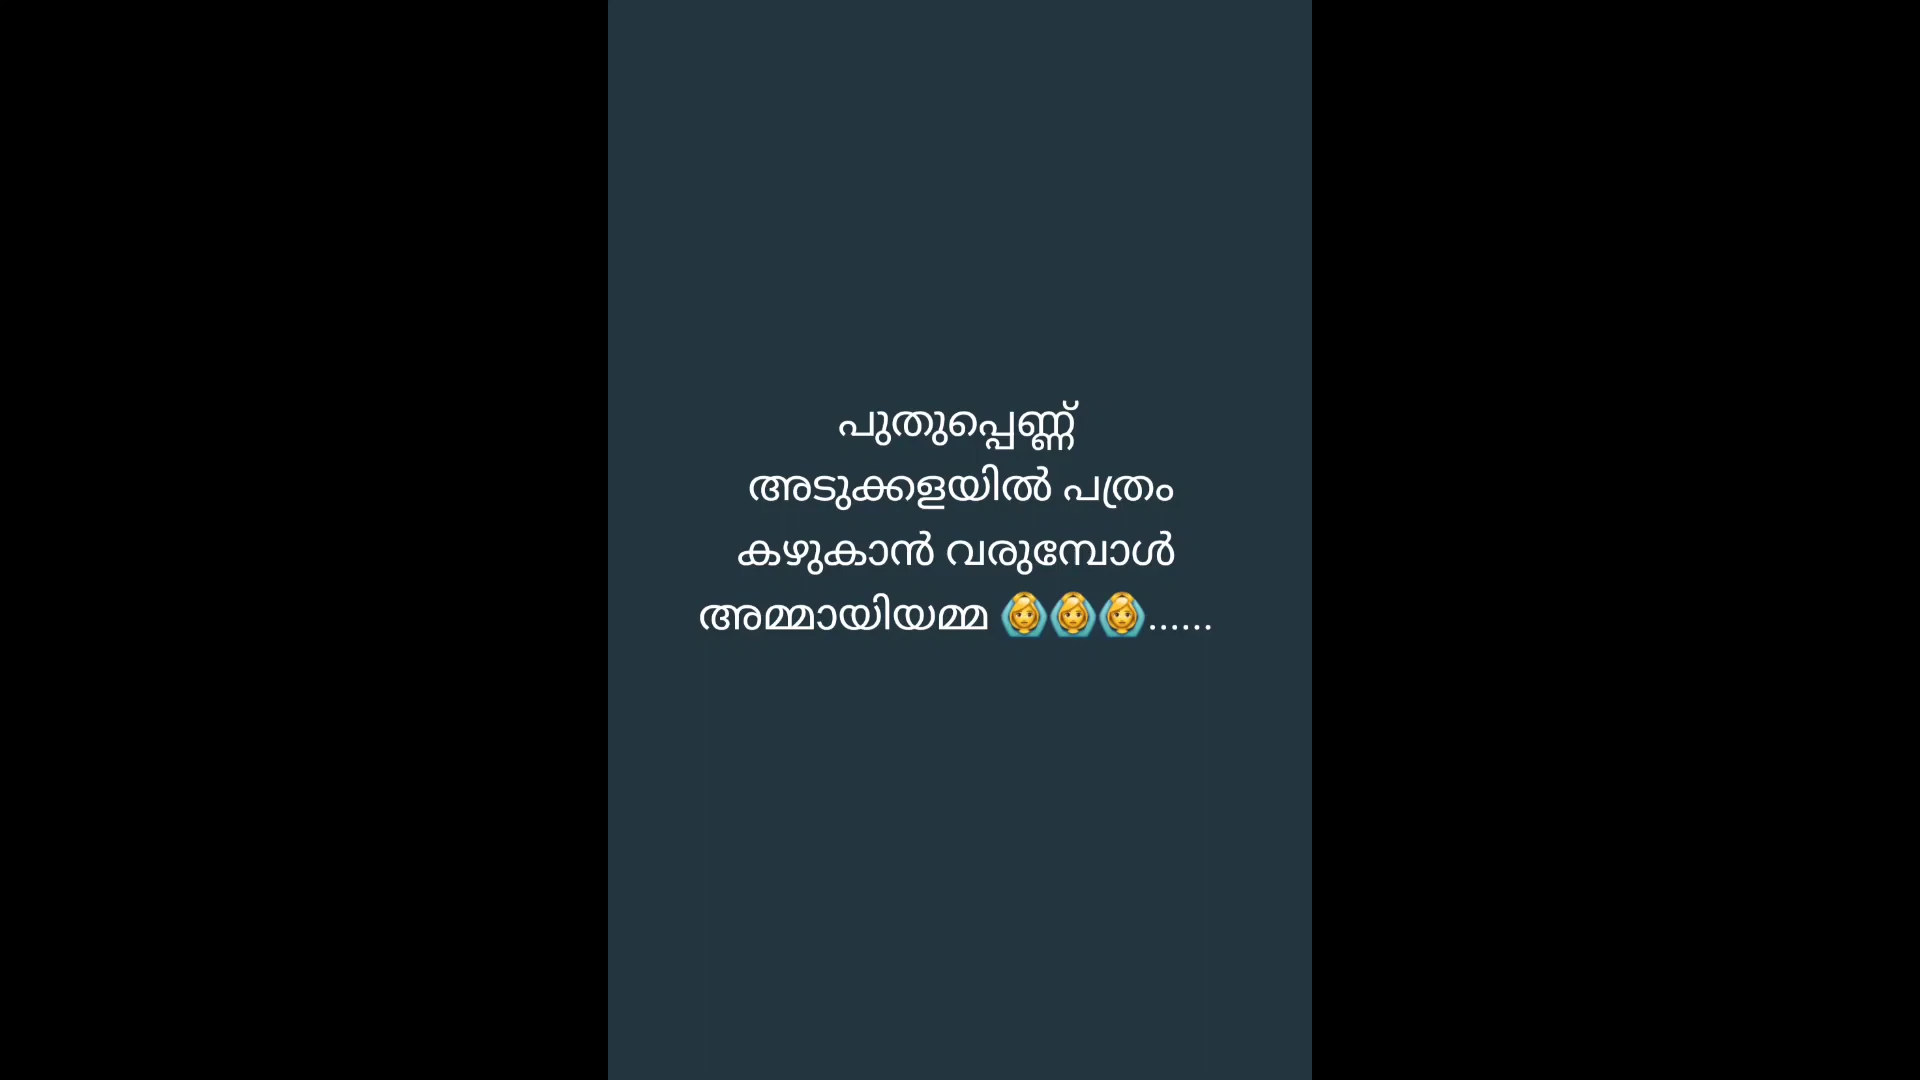 പുതുപ്പെണ്ണ്
അടുക്കളയിൽ പത്രം
കഴുകാൻ വരുമ്പോൾ
അമ്മായിയമ്മ 🙆‍♀️🙆‍♀️🙆‍♀️......